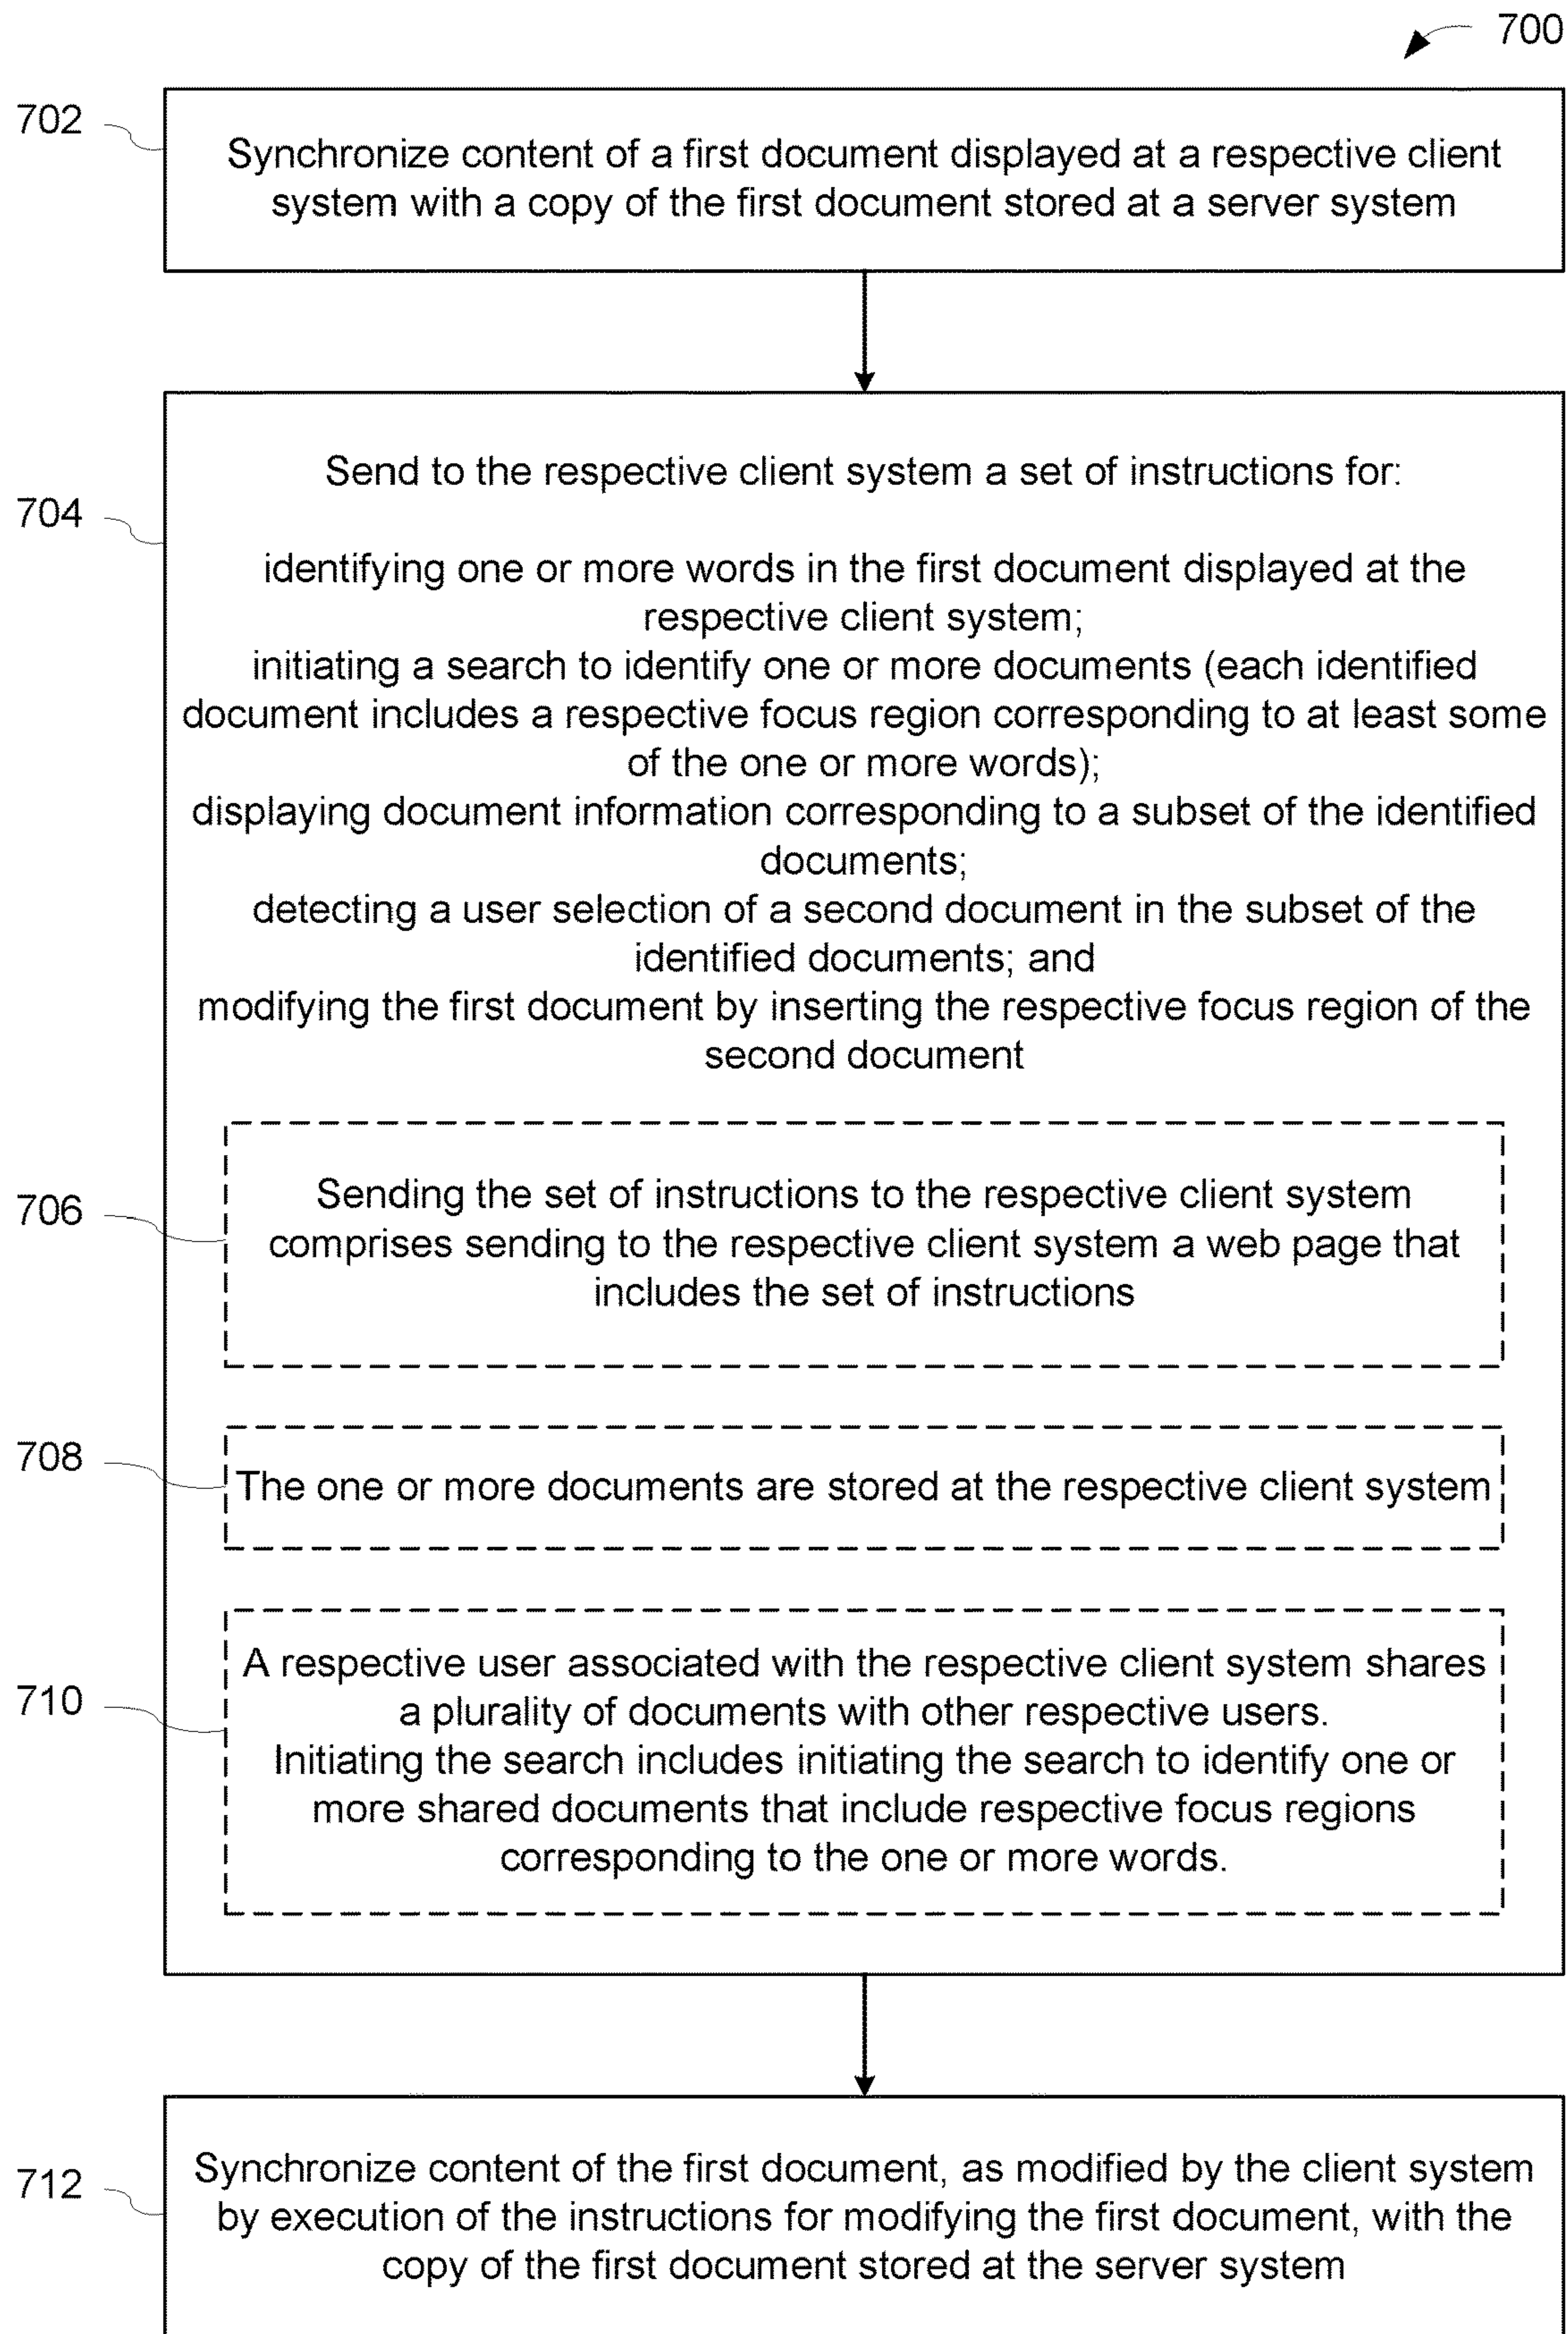 700
702
Synchronize content of a first document displayed at a respective client
system with a copy of the first document stored at a server system
704
Send to the respective client system a set of instructions for:
identifying one or more words in the first document displayed at the
respective client system;
initiating a search to identify one or more documents (each identified
document includes a respective focus region corresponding to at least some
of the one or more words);
displaying document information corresponding to a subset of the identified
documents;
detecting a user selection of a second document in the subset of the
identified documents; and
modifying the first document by inserting the respective focus region of the
second document
706
Sending the set of instructions to the respective client system
comprises sending to the respective client system a web page that
includes the set of instructions
708
The one or more documents are stored at the respective client system
710
A respective user associated with the respective client system shares
a plurality of documents with other respective users.
Initiating the search includes initiating the search to identify one or
more shared documents that include respective focus regions
corresponding to the one or more words.
712
Synchronize content of the first document, as modified by the client system
by execution of the instructions for modifying the first document, with the
copy of the first document stored at the server system